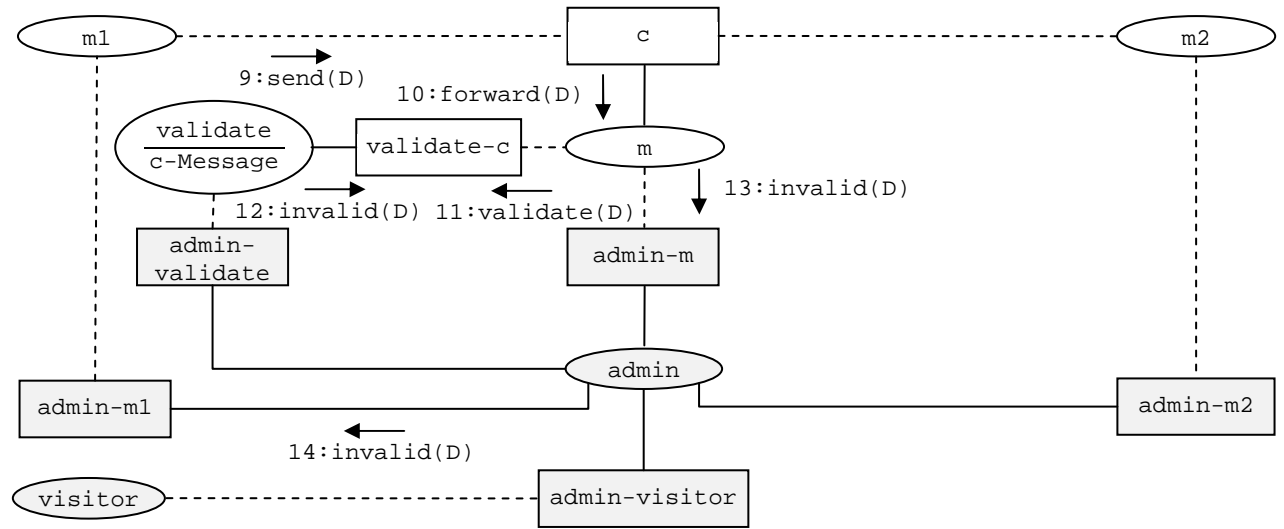 m1
c
m2
9:send(D)
10:forward(D)
validate
c-Message
validate-c
m
13:invalid(D)
12:invalid(D)
11:validate(D)
admin-
validate
admin-m
admin
admin-m1
admin-m2
14:invalid(D)
visitor
admin-visitor